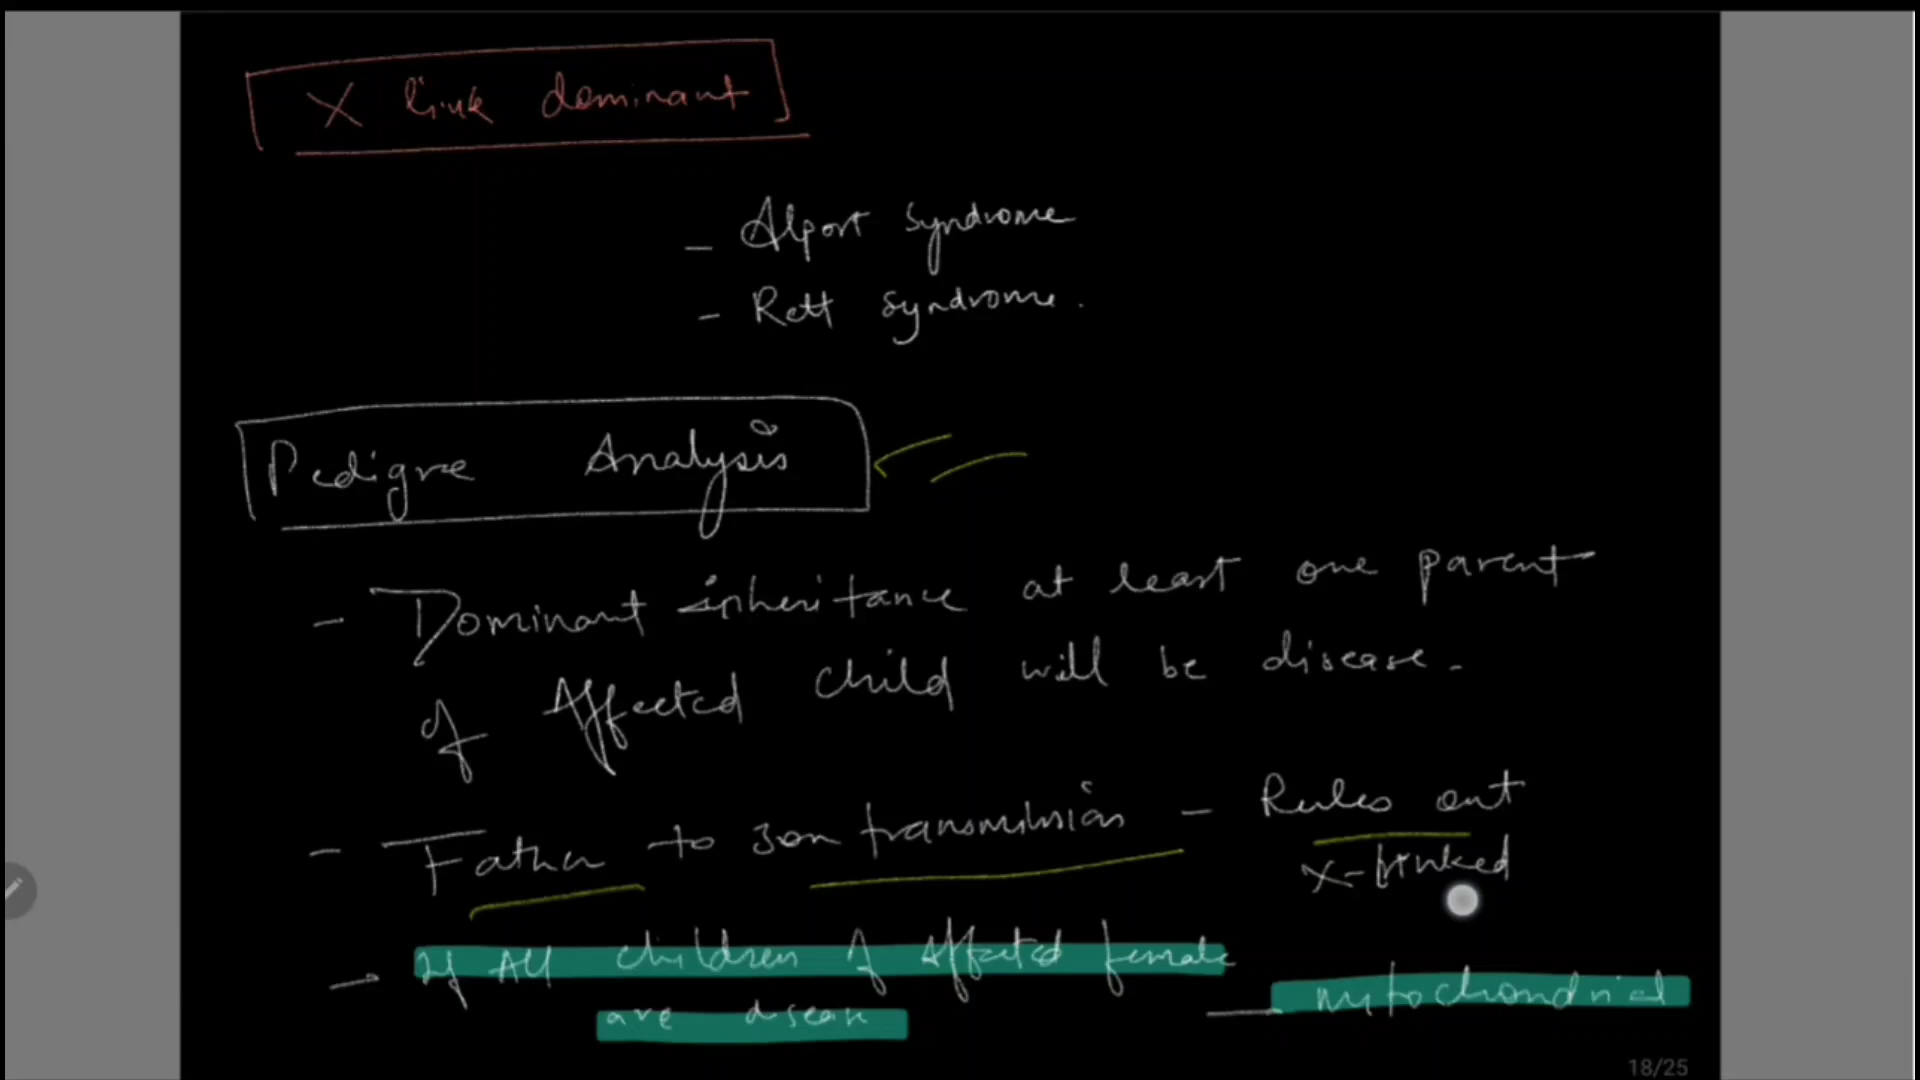 X link dominant
- Alport syndrome
- Rett syndrome.
Pedigre Analysis
- Dominant inheritance at least one parent
of Affected child will be disease.
- Father to son transmission - Rules out
X-linked
- If All children of affected female
are disease - mitochondrial
18/25